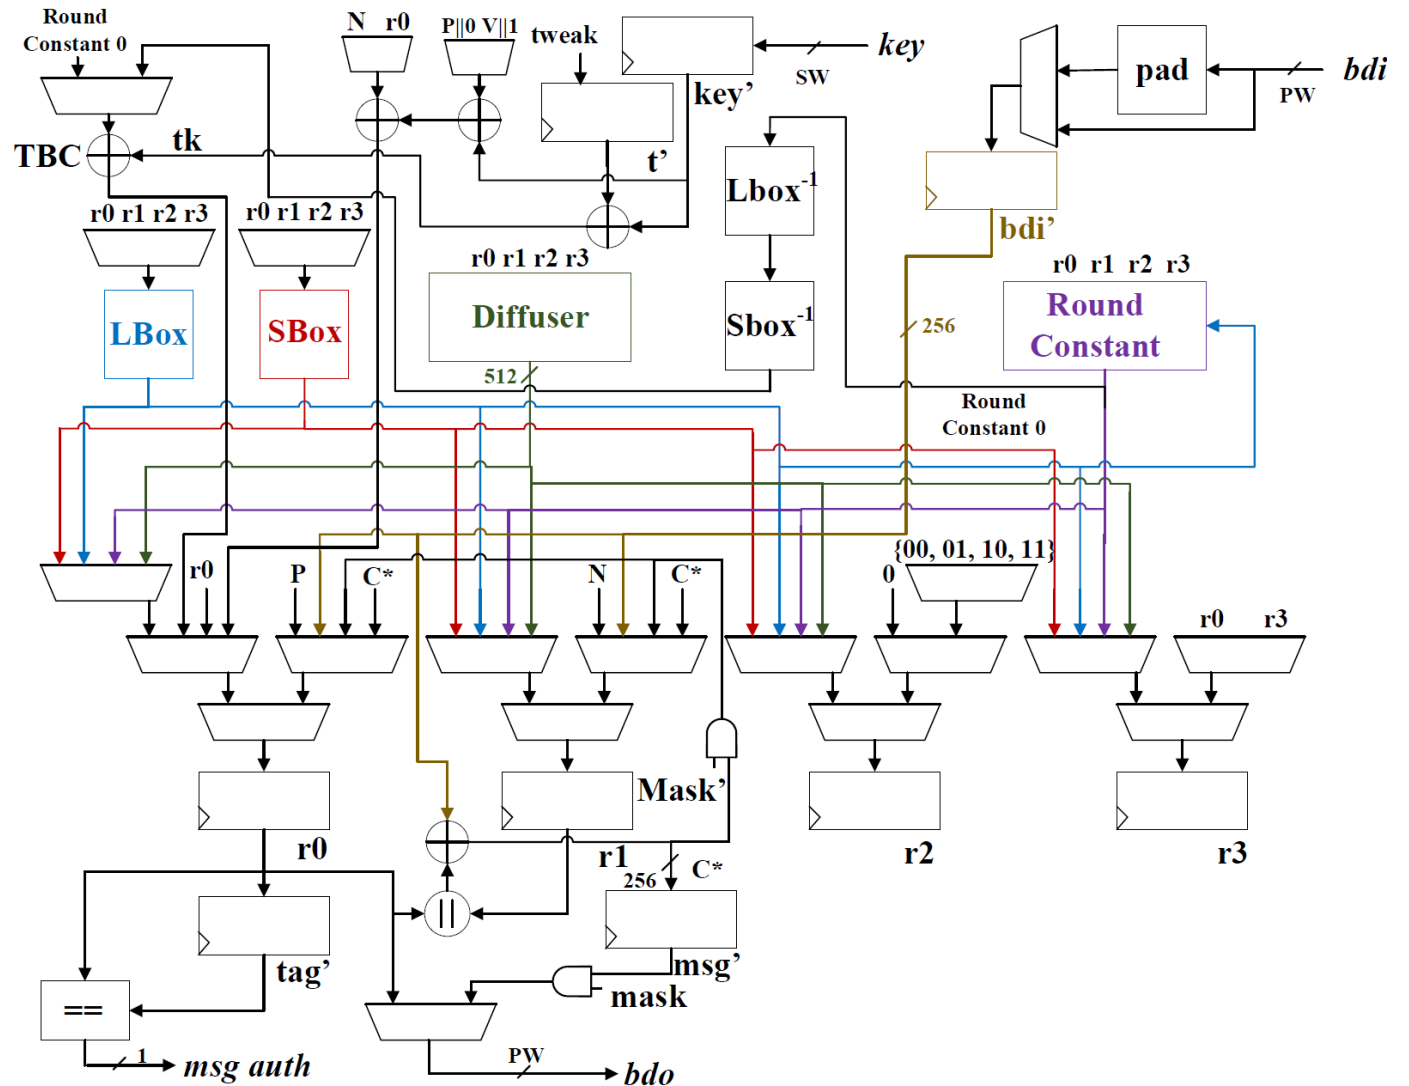 Round
Constant 0
N r0
P||0 V||1
tweak
key
SW
key’
pad
bdi
PW
TBC
tk
t’
Lbox-1
bdi’
r0 r1 r2 r3
r0 r1 r2 r3
r0 r1 r2 r3
r0 r1 r2 r3
LBox
SBox
Diffuser
Sbox-1
256
Round
Constant
512
Round
Constant 0
{00, 01, 10, 11}
r0
P
C*
N
C*
0
r0 r3
Mask’
r0
r1
r2
r3
256
C*
||
tag’
msg’
mask
==
1
msg auth
PW
bdo